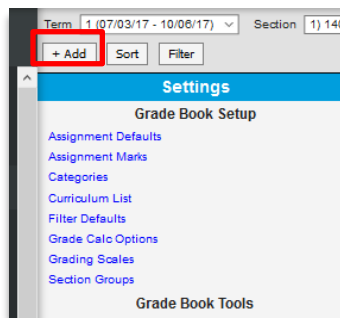 Term 1 (07/03/17 - 10/06/17) Section 1) 140
+ Add Sort Filter
Settings
Grade Book Setup
Assignment Defaults
Assignment Marks
Categories
Curriculum List
Filter Defaults
Grade Calc Options
Grading Scales
Section Groups
Grade Book Tools